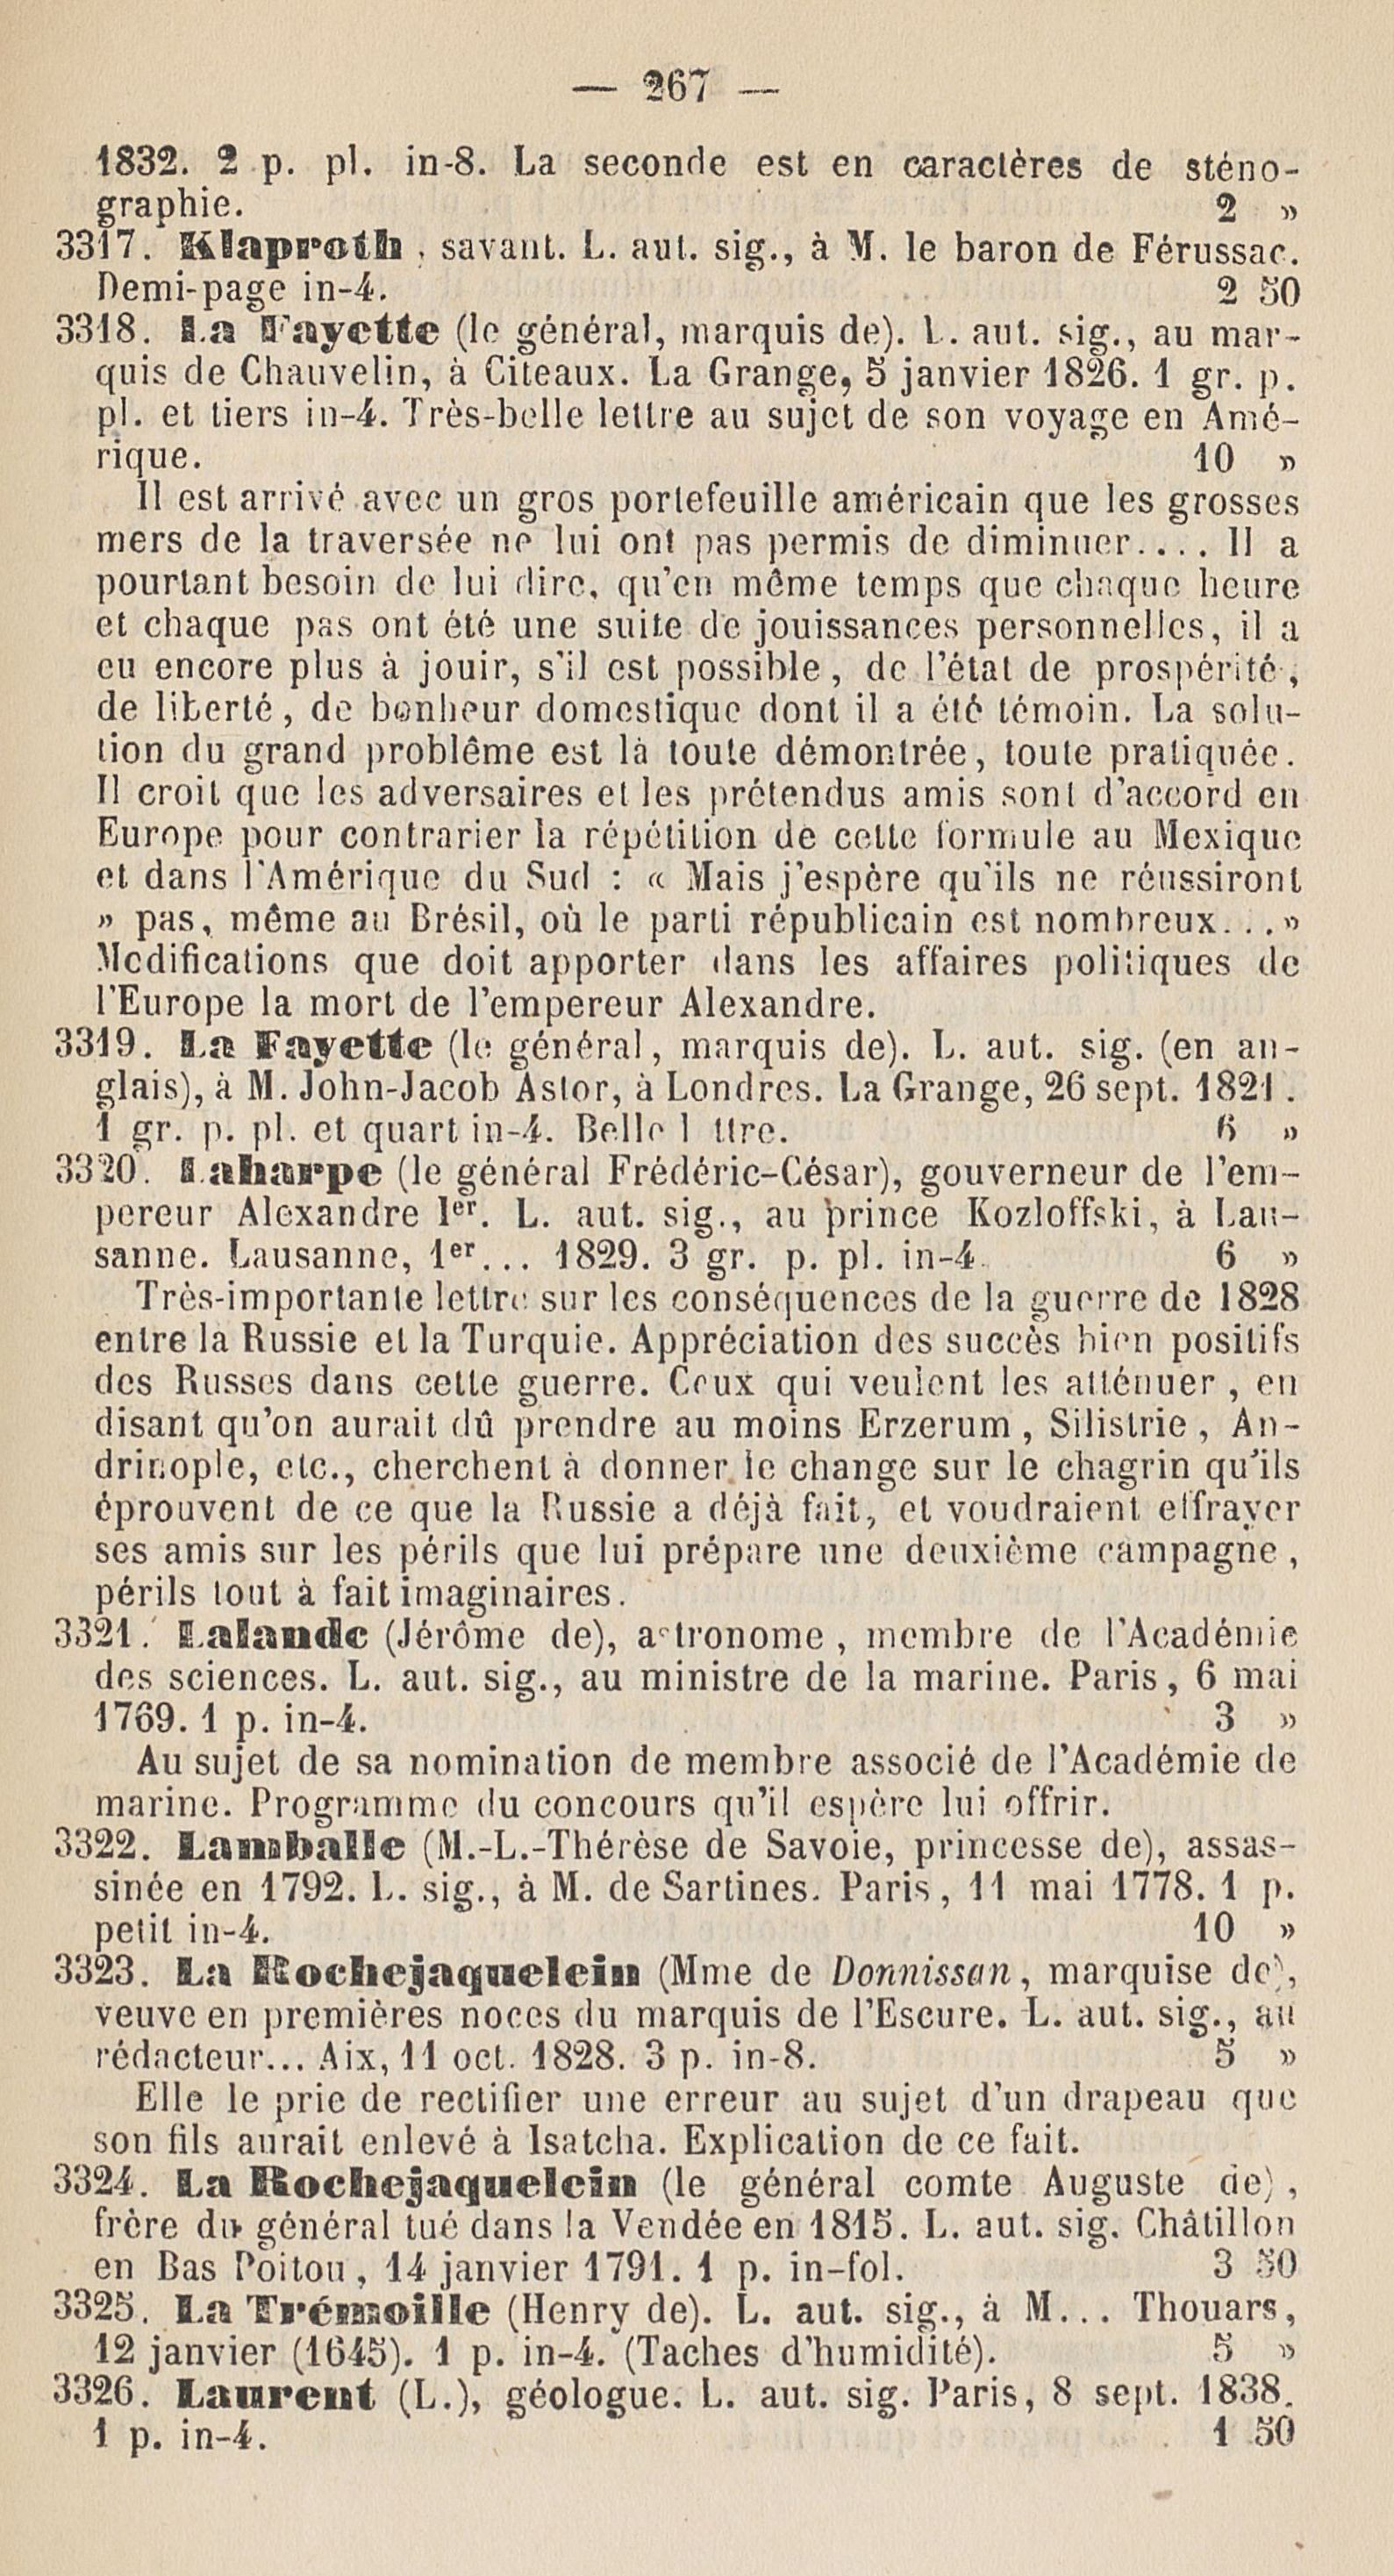 — 267 —
1832. 2 p. pl. in-8. La seconde est en caractères de sténo-
graphie. 2 »
3317. Klaproth, savant. L. aut. sig., à M. le baron de Férussac.
Demi-page in-4. 2 50
3318. La Fayette (le général, marquis de). L. aut. sig., au mar-
quis de Chauvelin, à Citeaux. La Grange, 5 janvier 1826. 1 gr. p.
pl. et tiers in-4. Très-belle lettre au sujet de son voyage en Amé-
rique. 10 »
Il est arrivé avec un gros portefeuille américain que les grosses
mers de la traversée ne lui ont pas permis de diminuer.... Il a
pourtant besoin de lui dire, qu'en même temps que chaque heure
et chaque pas ont été une suite de jouissances personnelles, il a
eu encore plus à jouir, s'il est possible, de l'état de prospérité,
de liberté, de bonheur domestique dont il a été témoin. La solu-
tion du grand problême est là toute démontrée, toute pratiquée.
Il croit que les adversaires et les prétendus amis sont d'accord en
Europe pour contrarier la répétition de cette formule au Mexique
et dans l'Amérique du Sud : « Mais j'espère qu'ils ne réussiront
» pas, même au Brésil, où le parti républicain est nombreux...»
Modifications que doit apporter dans les affaires politiques de
l'Europe la mort de l'empereur Alexandre.
3319. La Fayette (le général, marquis de). L. aut. sig. (en an-
glais), à M. John-Jacob Astor, à Londres. La Grange, 26 sept. 1821.
1 gr. p. pl. et quart in-4. Belle l ttre. 6 »
3320. Laharpe (le général Frédéric-César), gouverneur de l'em-
pereur Alexandre Ier. L. aut. sig., au prince Kozloffski, à Lau-
sanne. Lausanne, 1er... 1829. 3 gr. p. pl. in-4. 6 »
Très-importante lettre sur les conséquences de la guerre de 1828
entre la Russie et la Turquie. Appréciation des succès bien positifs
des Russes dans cette guerre. Ceux qui veulent les atténuer, en
disant qu'on aurait dû prendre au moins Erzerum, Silistrie, An-
drinople, etc., cherchent à donner le change sur le chagrin qu'ils
éprouvent de ce que la Russie a déjà fait, et voudraient effrayer
ses amis sur les périls que lui prépare une deuxième campagne,
périls tout à fait imaginaires.
3321. Lalande (Jérôme de), astronome, membre de l'Académie
des sciences. L. aut. sig., au ministre de la marine. Paris, 6 mai
1769. 1 p. in-4. 3 »
Au sujet de sa nomination de membre associé de l'Académie de
marine. Programme du concours qu'il espère lui offrir.
3322. Lamballe (M.-L.-Thérèse de Savoie, princesse de), assas-
sinée en 1792. L. sig., à M. de Sartines. Paris, 11 mai 1778. 1 p.
petit in-4. 10 »
3323. La Rochejaquelein (Mme de Donnissan, marquise de),
veuve en premières noces du marquis de l'Escure. L. aut. sig., au
rédacteur... Aix, 11 oct. 1828. 3 p. in-8. 5 »
Elle le prie de rectifier une erreur au sujet d'un drapeau que
son fils aurait enlevé à Isatcha. Explication de ce fait.
3324. La Rochejaquelein (le général comte Auguste de),
frère du général tué dans la Vendée en 1815. L. aut. sig. Châtillon
en Bas Poitou, 14 janvier 1791. 1 p. in-fol. 3 50
3325. La Trémoille (Henry de). L. aut. sig., à M... Thouars,
12 janvier (1645). 1 p. in-4. (Taches d'humidité). 5 »
3326. Laurent (L.), géologue. L. aut. sig. Paris, 8 sept. 1838.
1 p. in-4. 1 50